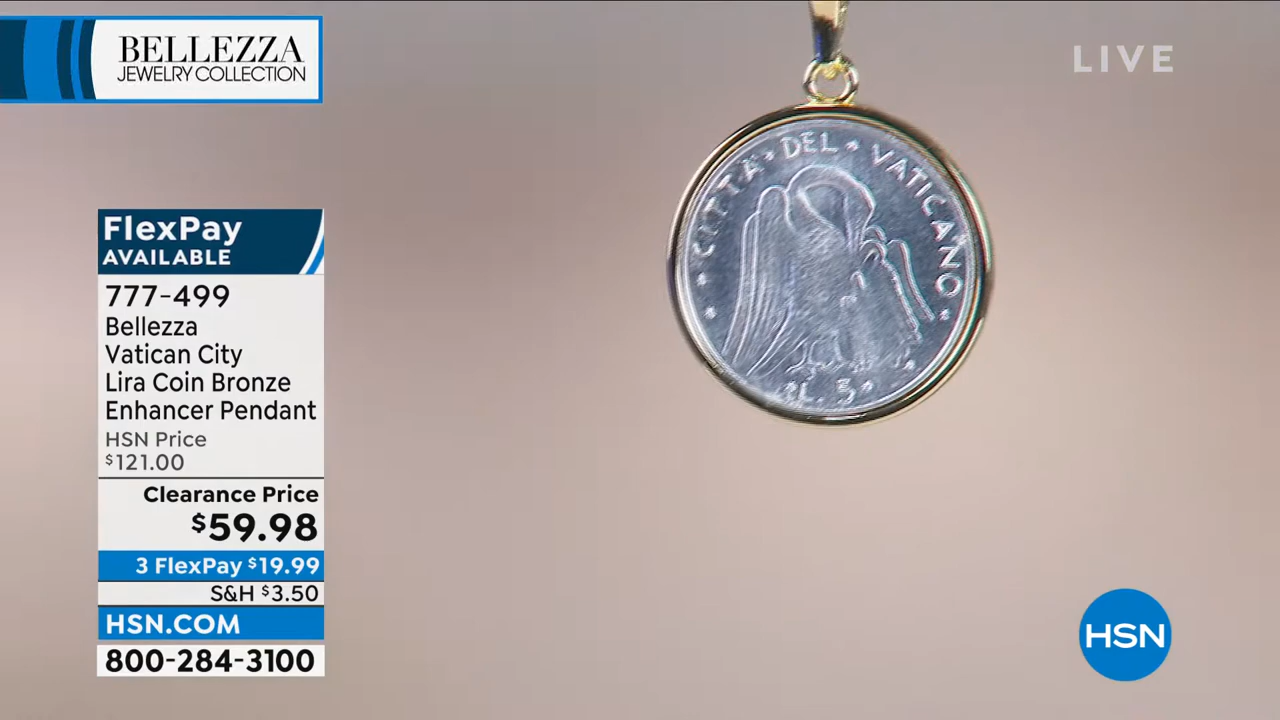 BELLEZZA
JEWELRY COLLECTION
LIVE
CITTÀ • DEL • VATICANO
L. 5
FlexPay
AVAILABLE
777-499
Bellezza
Vatican City
Lira Coin Bronze
Enhancer Pendant
HSN Price
$121.00
Clearance Price
$59.98
3 FlexPay $19.99
S&H $3.50
HSN.COM
800-284-3100
HSN